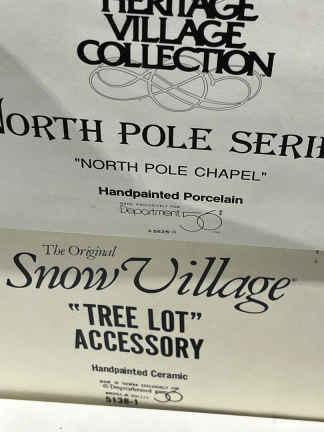 HERITAGE
VILLAGE
COLLECTION
NORTH POLE SERIE
"NORTH POLE CHAPEL"
Handpainted Porcelain
Department 56®
The Original
Snow Village®
"TREE LOT"
ACCESSORY
Handpainted Ceramic
© Department 56
5138-1